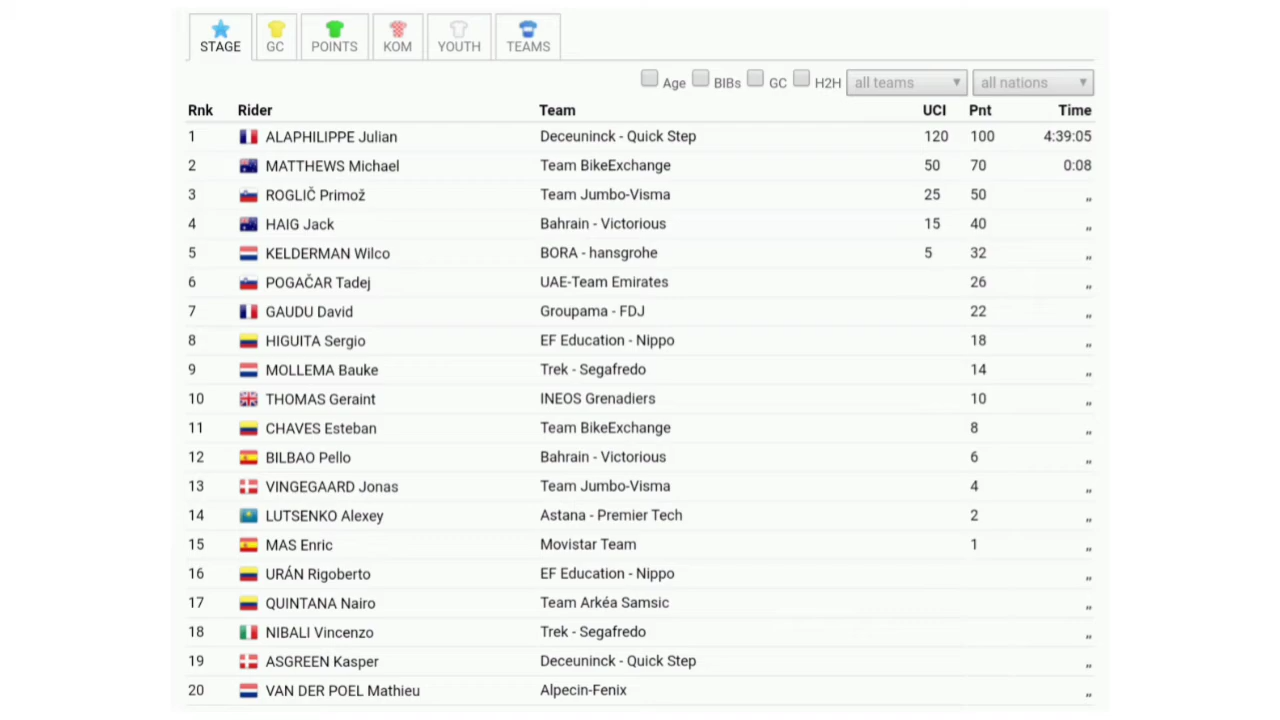 STAGE GC POINTS KOM YOUTH TEAMS
Age BIBs GC H2H all teams ▼ all nations ▼
Rnk Rider Team UCI Pnt Time
1 ALAPHILIPPE Julian Deceuninck - Quick Step 120 100 4:39:05
2 MATTHEWS Michael Team BikeExchange 50 70 0:08
3 ROGLIČ Primož Team Jumbo-Visma 25 50 ,,
4 HAIG Jack Bahrain - Victorious 15 40 ,,
5 KELDERMAN Wilco BORA - hansgrohe 5 32 ,,
6 POGAČAR Tadej UAE-Team Emirates 26 ,,
7 GAUDU David Groupama - FDJ 22 ,,
8 HIGUITA Sergio EF Education - Nippo 18 ,,
9 MOLLEMA Bauke Trek - Segafredo 14 ,,
10 THOMAS Geraint INEOS Grenadiers 10 ,,
11 CHAVES Esteban Team BikeExchange 8 ,,
12 BILBAO Pello Bahrain - Victorious 6 ,,
13 VINGEGAARD Jonas Team Jumbo-Visma 4 ,,
14 LUTSENKO Alexey Astana - Premier Tech 2 ,,
15 MAS Enric Movistar Team 1 ,,
16 URÁN Rigoberto EF Education - Nippo ,,
17 QUINTANA Nairo Team Arkéa Samsic ,,
18 NIBALI Vincenzo Trek - Segafredo ,,
19 ASGREEN Kasper Deceuninck - Quick Step ,,
20 VAN DER POEL Mathieu Alpecin-Fenix ,,